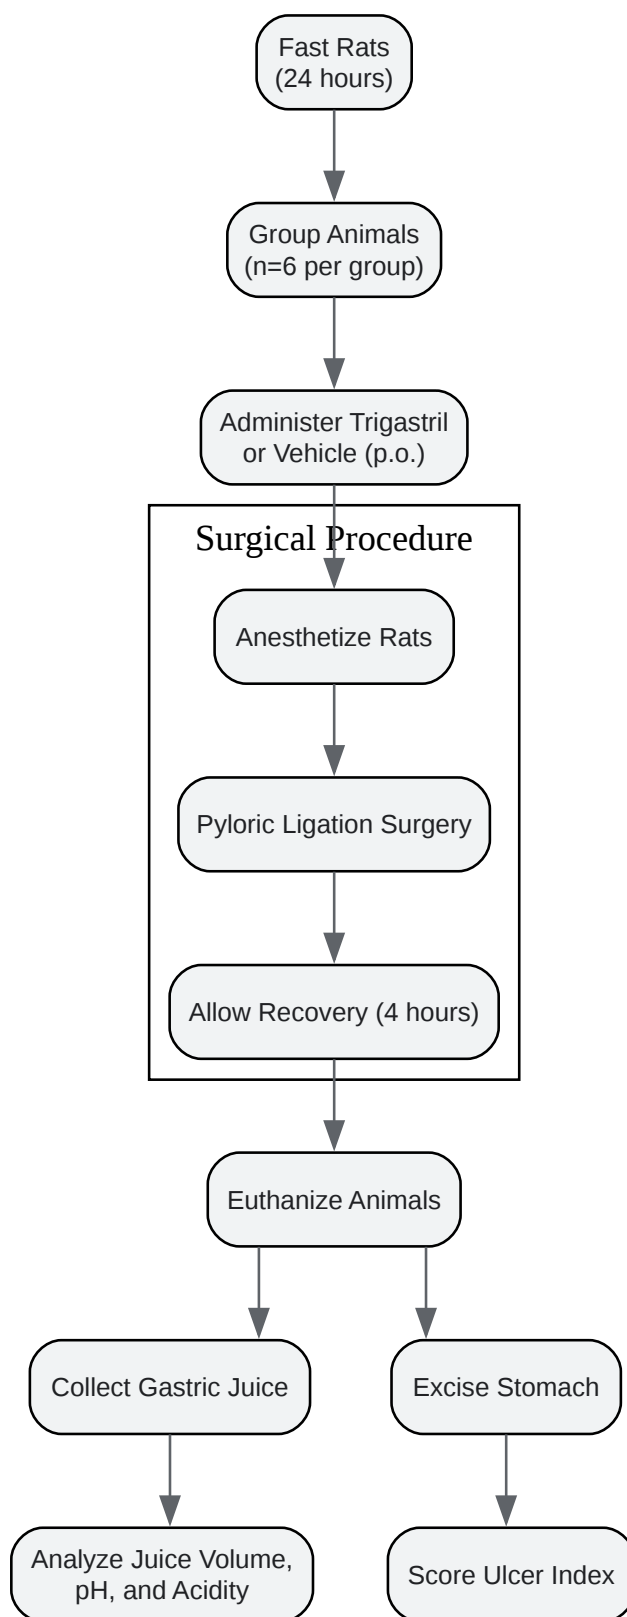 Fast Rats
(24 hours)
Group Animals
(n=6 per group)
Administer Trigastril
or Vehicle (p.o.)
Surgical Procedure
Anesthetize Rats
Pyloric Ligation Surgery
Allow Recovery (4 hours)
Euthanize Animals
Collect Gastric Juice
Excise Stomach
Analyze Juice Volume,
pH, and Acidity
Score Ulcer Index